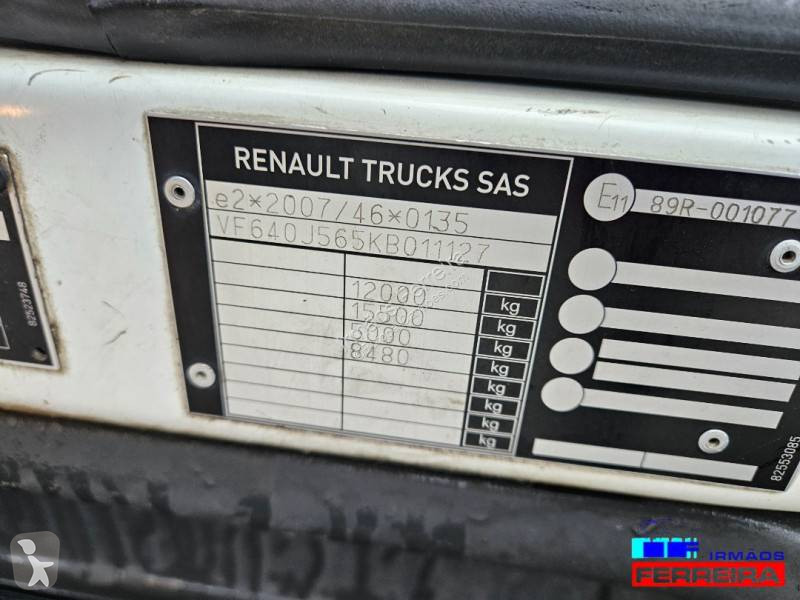 RENAULT TRUCKS SAS
e2*2007/46*0135
VF640J565KB011127
12000 kg
15500 kg
5000 kg
8480 kg
kg
kg
kg
kg
E11
89R-001077
82523748
82553085
IRMÃOS
FERREIRA